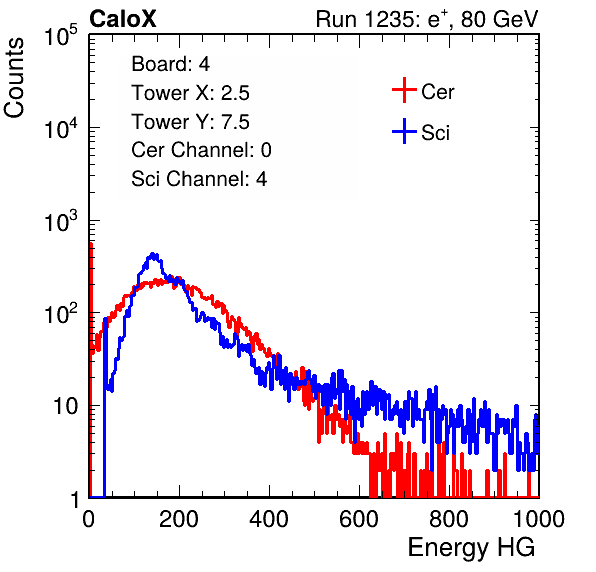 CaloX Run 1235: e⁺, 80 GeV
Counts
Board: 4
Tower X: 2.5
Tower Y: 7.5
Cer Channel: 0
Sci Channel: 4
Cer
Sci
10⁵
10⁴
10³
10²
10
1
0 200 400 600 800 1000
Energy HG